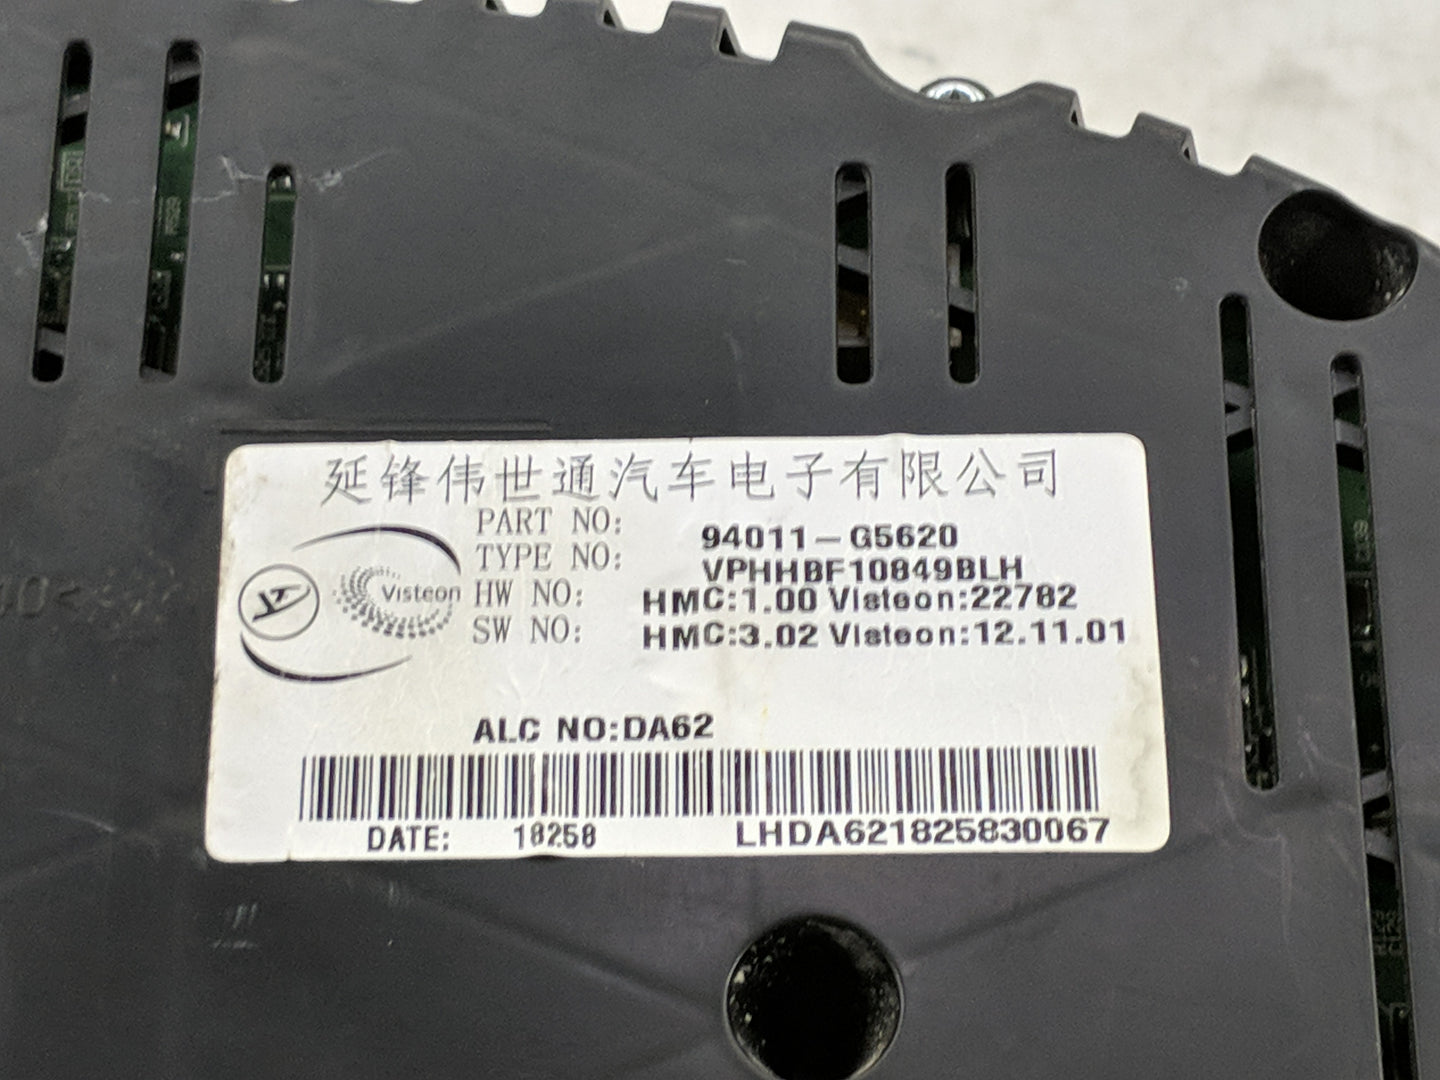 延锋伟世通汽车电子有限公司
PART NO: 94011-G5620
TYPE NO: VPHHBF10849BLH
HW NO: HMC:1.00 Visteon:22782
SW NO: HMC:3.02 Visteon:12.11.01
Visteon
ALC NO:DA62
DATE: 18258 LHDA621825830067